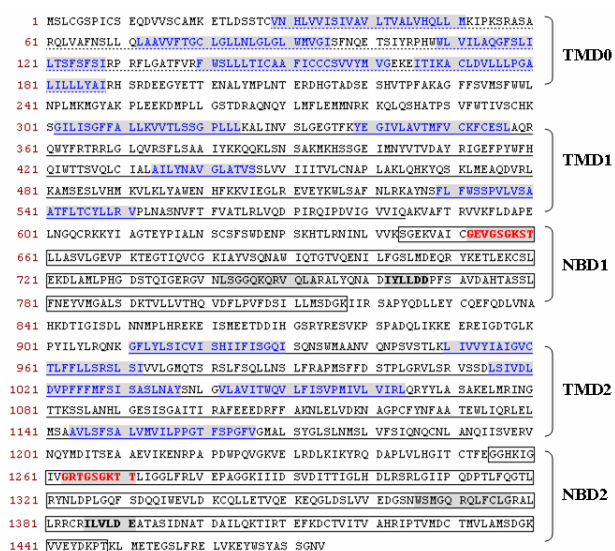 1 MSLCGSPICS EQDVVSCAMK ETLDSSTCVN HLVVISIVAV LTVALVHQLL MKIPKSRASA
61 RQLVAFNSLL QLAAVVFTGC LGLLNLGLGL WMVGISFNQE TSIYRPHWWL VILAQGFSLI
TMD0
121 LTSFSFSIRP RFLGATFVRF WSLLLTICAA FICCCSVVYM VGEKEITIKA CLDVLLLPGA
181 LILLLYAIRH SRDEEGYETT ENALYMPLNT ERDHGTADSE SHVTPFAKAG FFSVMSFWWL
241 NPLMKMGYAK PLEEKDMPLL GSTDRAQNQY LMFLEMMNRK KQLQSHATPS VFWTIVSCHK
301 SGILISGFFA LLKVVTLSSG PLLLKALINV SLGEGTFKYE GIVLAVTMFV CKFCESLAQR
361 QWYFRTRRLG LQVRSFLSAA IYKKQQKLSN SAKMKHSSGE IMNYVTVDAY RIGEFPYWFH
TMD1
421 QIWTTSVQLC IALAILYNAV GLATVSSLVV IIITVLCNAP LAKLQHKYQS KLMEAQDVRL
481 KAMSESLVHM KVLKLYAWEN HFKKVIEGLR EVEYKWLSAF NLRKAYNSFL FWSSPVLVSA
541 ATFLTCYLLR VPLNASNVFT FVATLRLVQD PIRQIPDVIG VVIQAKVAFT RVVKFLDAPE
601 LNGQCRKKYI AGTEYPIALN SCSFSWDENP SKHTLRNINL VVKSGEKVAI CGEVGSGKST
661 LLASVLGEVP KTEGTIQVCG KIAYVSQNAW IQTGTVQENI LFGSLMDEQR YKETLEKCSL
NBD1
721 EKDLAMLPHG DSTQIGERGV NLSGGQKQRV QLARALYQNA DIYLLDDPFS AVDAHTASSL
781 FNEYVMGALS DKTVLLVTHQ VDFLPVFDSI LLMSDGKIIR SAPYQDLLEY CQEFQDLVNA
841 HKDTIGISDL NNMPLHREKE ISMEETDDIH GSRYRESVKP SPADQLIKKE EREIGDTGLK
901 PYILYLRQNK GFLYLSICVI SHIIFISGQI SQNSWMAANV QNPSVSTLKL IVVYIAIGVC
961 TLFFLLSRSL SIVVLGMQTS RSLFSQLLNS LFRAPMSFFD STPLGRVLSR VSSDLSIVDL
1021 DVPFFFMFSI SASLNAYSNL GVLAVITWQV LFISVPMIVL VIRLQRYYLA SAKELMRING
TMD2
1081 TTKSSLANHL GESISGAITI RAFEEEDRFF AKNLELVDKN AGPCFYNFAA TEWLIQRLEL
1141 MSAAVLSFSA LVMVILPPGT FSPGFVGMAL SYGLSLNMSL VFSIQNQCNL ANQIISVERV
1201 NQYMDITSEA AEVIKENRPA PDWPQVGKVE LRDLKIKYRQ DAPLVLHGIT CTFEGGHKIG
1261 IVGRTGSGKT TLIGGLFRLV EPAGGKIIID SVDITTIGLH DLRSRLGIIP QDPTLFQGTL
NBD2
1321 RYNLDPLGQF SDQQIWEVLD KCQLLETVQE KEQGLDSLVV EDGSNWSMGQ RQLFCLGRAL
1381 LRRCRILVLD EATASIDNAT DAILQKTIRT EFKDCTVITV AHRIPTVMDC TMVLAMSDGK
1441 VVEYDKPTKL METEGSLFRE LVKEYWSYAS SGNV